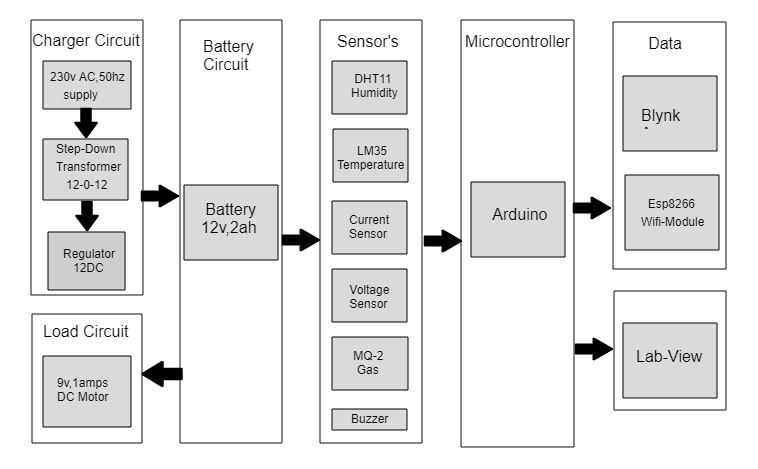 Charger Circuit
230v AC,50hz
supply
Step-Down
Transformer
12-0-12
Regulator
12DC
Load Circuit
9v,1amps
DC Motor
Battery
Circuit
Battery
12v,2ah
Sensor's
DHT11
Humidity
LM35
Temperature
Current
Sensor
Voltage
Sensor
MQ-2
Gas
Buzzer
Microcontroller
Arduino
Data
Blynk
Esp8266
Wifi-Module
Lab-View